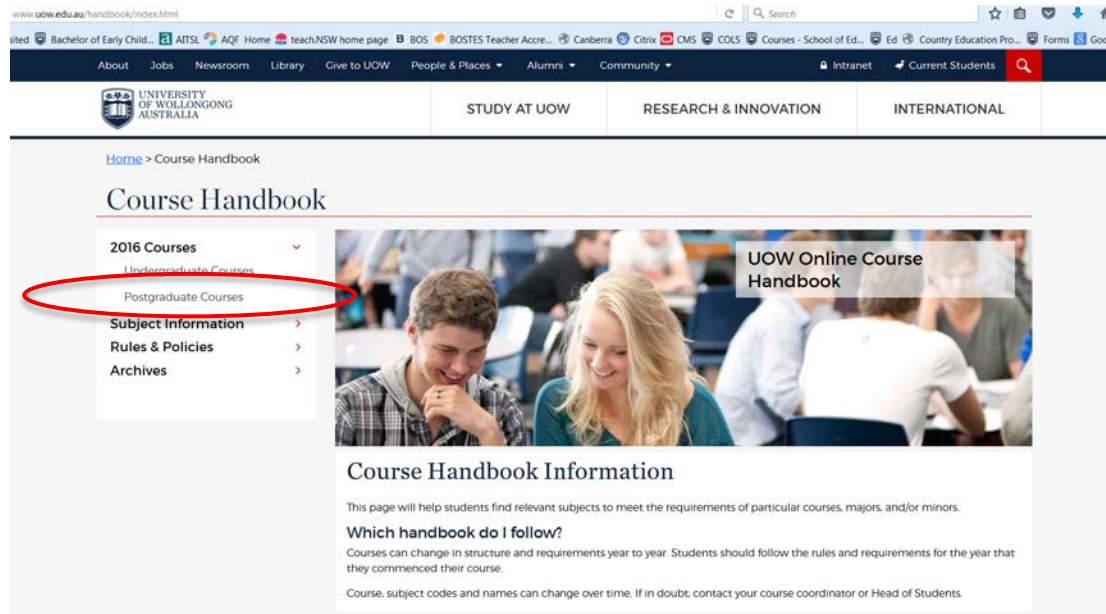 www.uow.edu.au/handbook/index.html
Search
sited Bachelor of Early Child... AITSL AQF Home teach.NSW home page BOS BOSTES Teacher Accre... Canberra Citrix CMS COLS Courses - School of Ed... Ed Country Education Pro... Forms Goo
About Jobs Newsroom Library Give to UOW People & Places Alumni Community Intranet Current Students
UNIVERSITY
OF WOLLONGONG
AUSTRALIA
STUDY AT UOW RESEARCH & INNOVATION INTERNATIONAL
Home > Course Handbook
Course Handbook
2016 Courses
Undergraduate Courses
Postgraduate Courses
Subject Information
Rules & Policies
Archives
UOW Online Course
Handbook
Course Handbook Information
This page will help students find relevant subjects to meet the requirements of particular courses, majors, and/or minors.
Which handbook do I follow?
Courses can change in structure and requirements year to year. Students should follow the rules and requirements for the year that
they commenced their course.
Course, subject codes and names can change over time. If in doubt, contact your course coordinator or Head of Students.